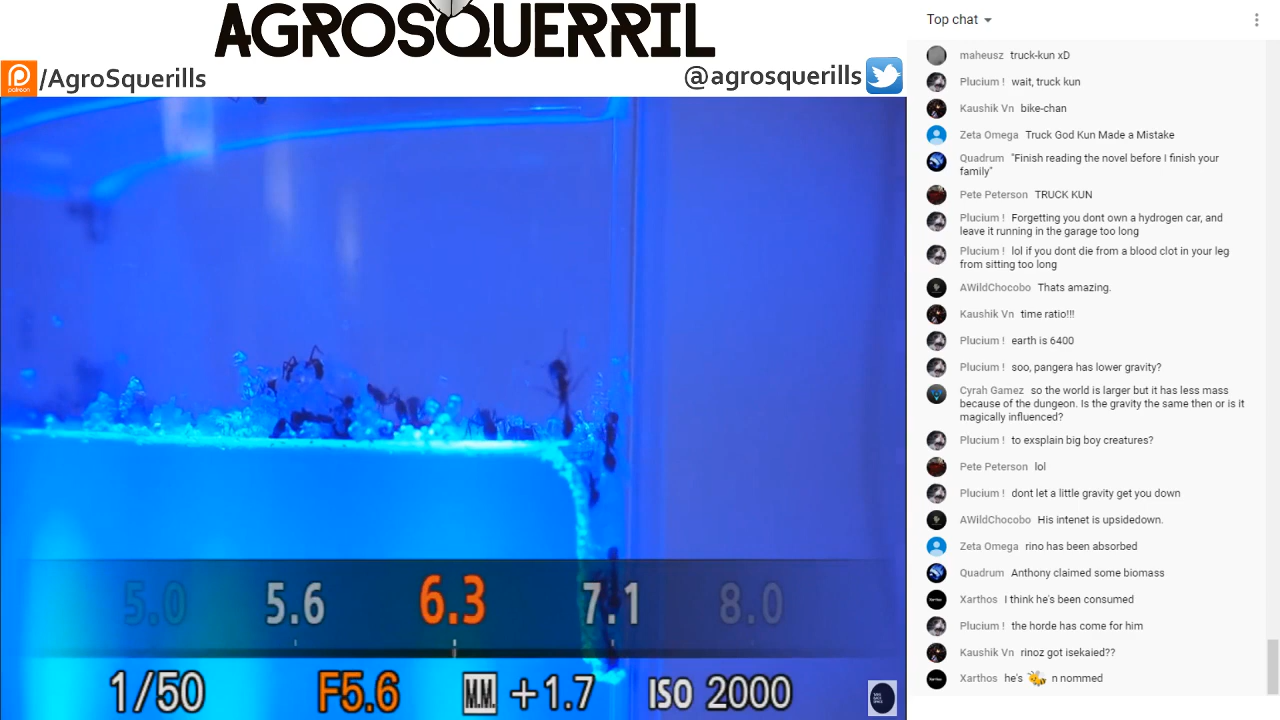 AGROSQUERRIL
/AgroSquerills
@agrosquerills
patreon
5.0 5.6 6.3 7.1 8.0
1/50 F5.6 M.M. +1.7 ISO 2000
Top chat
maheusz truck-kun xD
Plucium ! wait, truck kun
Kaushik Vn bike-chan
Zeta Omega Truck God Kun Made a Mistake
Quadrum "Finish reading the novel before I finish your
family"
Pete Peterson TRUCK KUN
Plucium ! Forgetting you dont own a hydrogen car, and
leave it running in the garage too long
Plucium ! lol if you dont die from a blood clot in your leg
from sitting too long
AWildChocobo Thats amazing.
Kaushik Vn time ratio!!!
Plucium ! earth is 6400
Plucium ! soo, pangera has lower gravity?
Cyrah Gamez so the world is larger but it has less mass
because of the dungeon. Is the gravity the same then or is it
magically influenced?
Plucium ! to exsplain big boy creatures?
Pete Peterson lol
Plucium ! dont let a little gravity get you down
AWildChocobo His intenet is upsidedown.
Zeta Omega rino has been absorbed
Quadrum Anthony claimed some biomass
Xarthos I think he's been consumed
Plucium ! the horde has come for him
Kaushik Vn rinoz got isekaied??
Xarthos he's n nommed